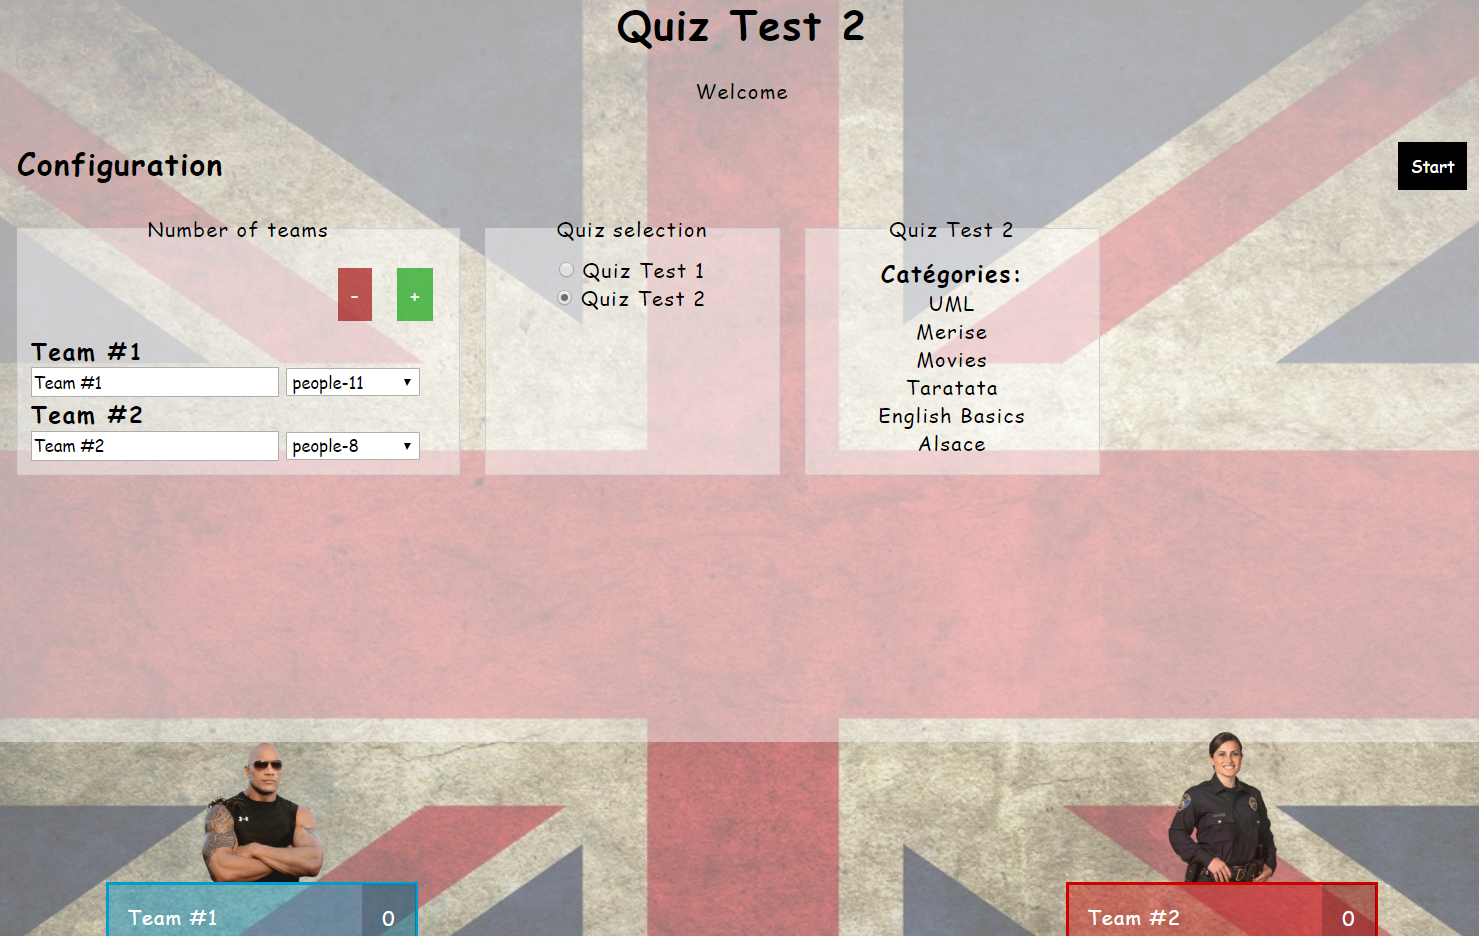 Quiz Test 2
Welcome
Configuration
Start
Number of teams
-
+
Team #1
Team #1
people-11
Team #2
Team #2
people-8
Quiz selection
Quiz Test 1
Quiz Test 2
Quiz Test 2
Catégories:
UML
Merise
Movies
Taratata
English Basics
Alsace
Team #1
0
Team #2
0